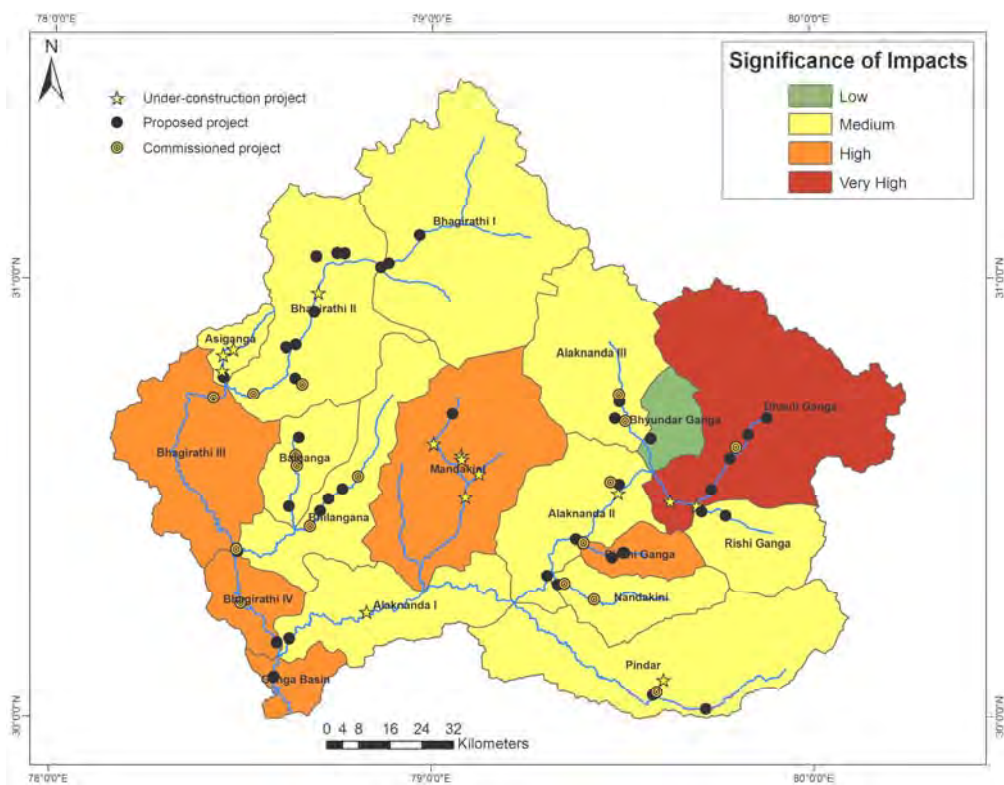 78°0'0"E
79°0'0"E
80°0'0"E
N
Under-construction project
Proposed project
Commissioned project
Significance of Impacts
Low
Medium
High
Very High
31°0'0"N
31°0'0"N
Bhagirathi I
Bhagirathi II
Asiganga
Alaknanda III
Dhauli Ganga
Bhyundar Ganga
Bhagirathi III
Balganga
Mandakini
Bhilangana
Alaknanda II
Rishi Ganga
Ganga
Bhagirathi IV
Alaknanda I
Nandakini
Pindar
Ganga Basin
30°0'0"N
30°0'0"N
0 4 8 16 24 32
Kilometers
78°0'0"E
79°0'0"E
80°0'0"E